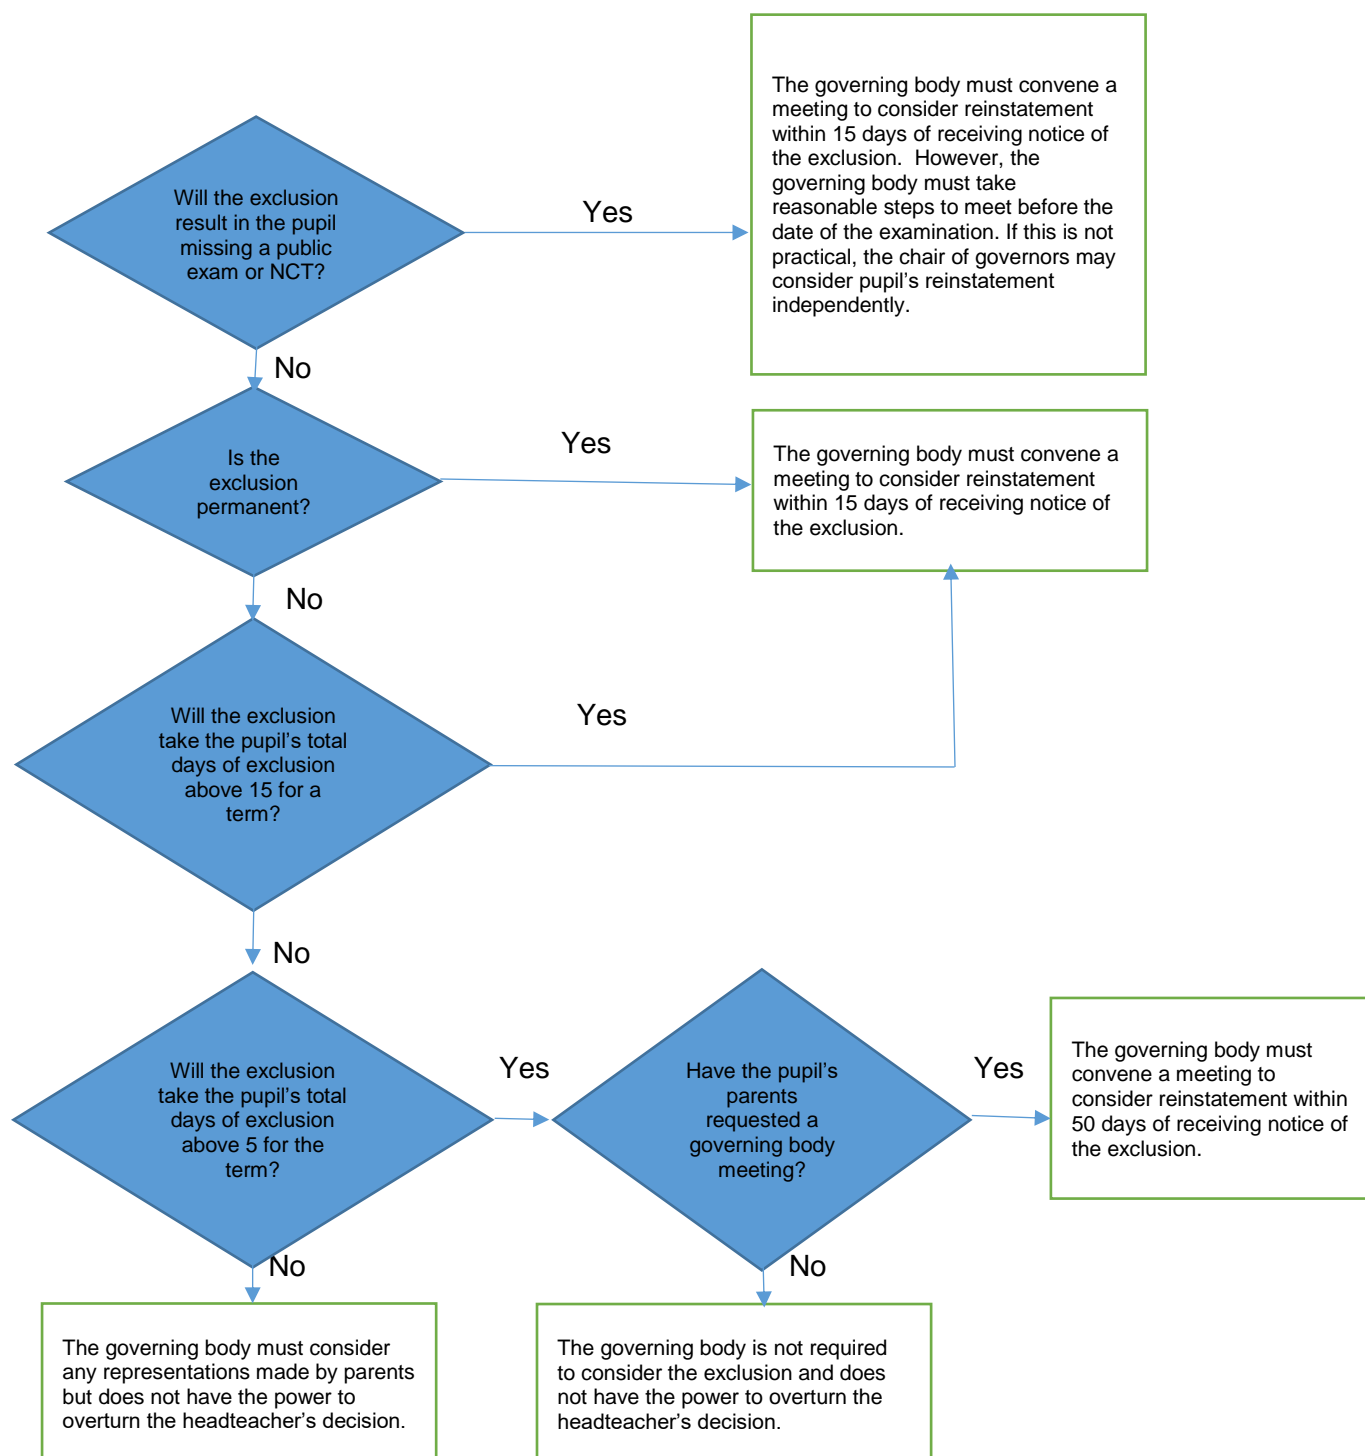 Will the exclusion
result in the pupil
missing a public
exam or NCT?
Yes
The governing body must convene a
meeting to consider reinstatement
within 15 days of receiving notice of
the exclusion.  However, the
governing body must take
reasonable steps to meet before the
date of the examination. If this is not
practical, the chair of governors may
consider pupil’s reinstatement
independently.
No
Is the
exclusion
permanent?
Yes
The governing body must convene a
meeting to consider reinstatement
within 15 days of receiving notice of
the exclusion.
No
Will the exclusion
take the pupil’s total
days of exclusion
above 15 for a
term?
Yes
No
Will the exclusion
take the pupil’s total
days of exclusion
above 5 for the
term?
Yes
Have the pupil’s
parents
requested a
governing body
meeting?
Yes
The governing body must
convene a meeting to
consider reinstatement within
50 days of receiving notice of
the exclusion.
No
No
The governing body must consider
any representations made by parents
but does not have the power to
overturn the headteacher’s decision.
The governing body is not required
to consider the exclusion and does
not have the power to overturn the
headteacher’s decision.